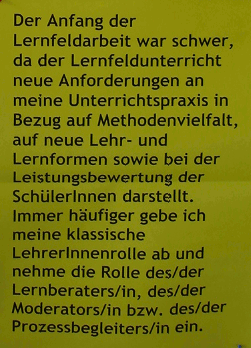 Der Anfang der
Lernfeldarbeit war schwer,
da der Lernfeldunterricht
neue Anforderungen an
meine Unterrichtspraxis in
Bezug auf Methodenvielfalt,
auf neue Lehr- und
Lernformen sowie bei der
Leistungsbewertung der
SchülerInnen darstellt.
Immer häufiger gebe ich
meine klassische
LehrerInnenrolle ab und
nehme die Rolle des/der
Lernberaters/in, des/der
Moderators/in bzw. des/der
Prozessbegleiters/in ein.